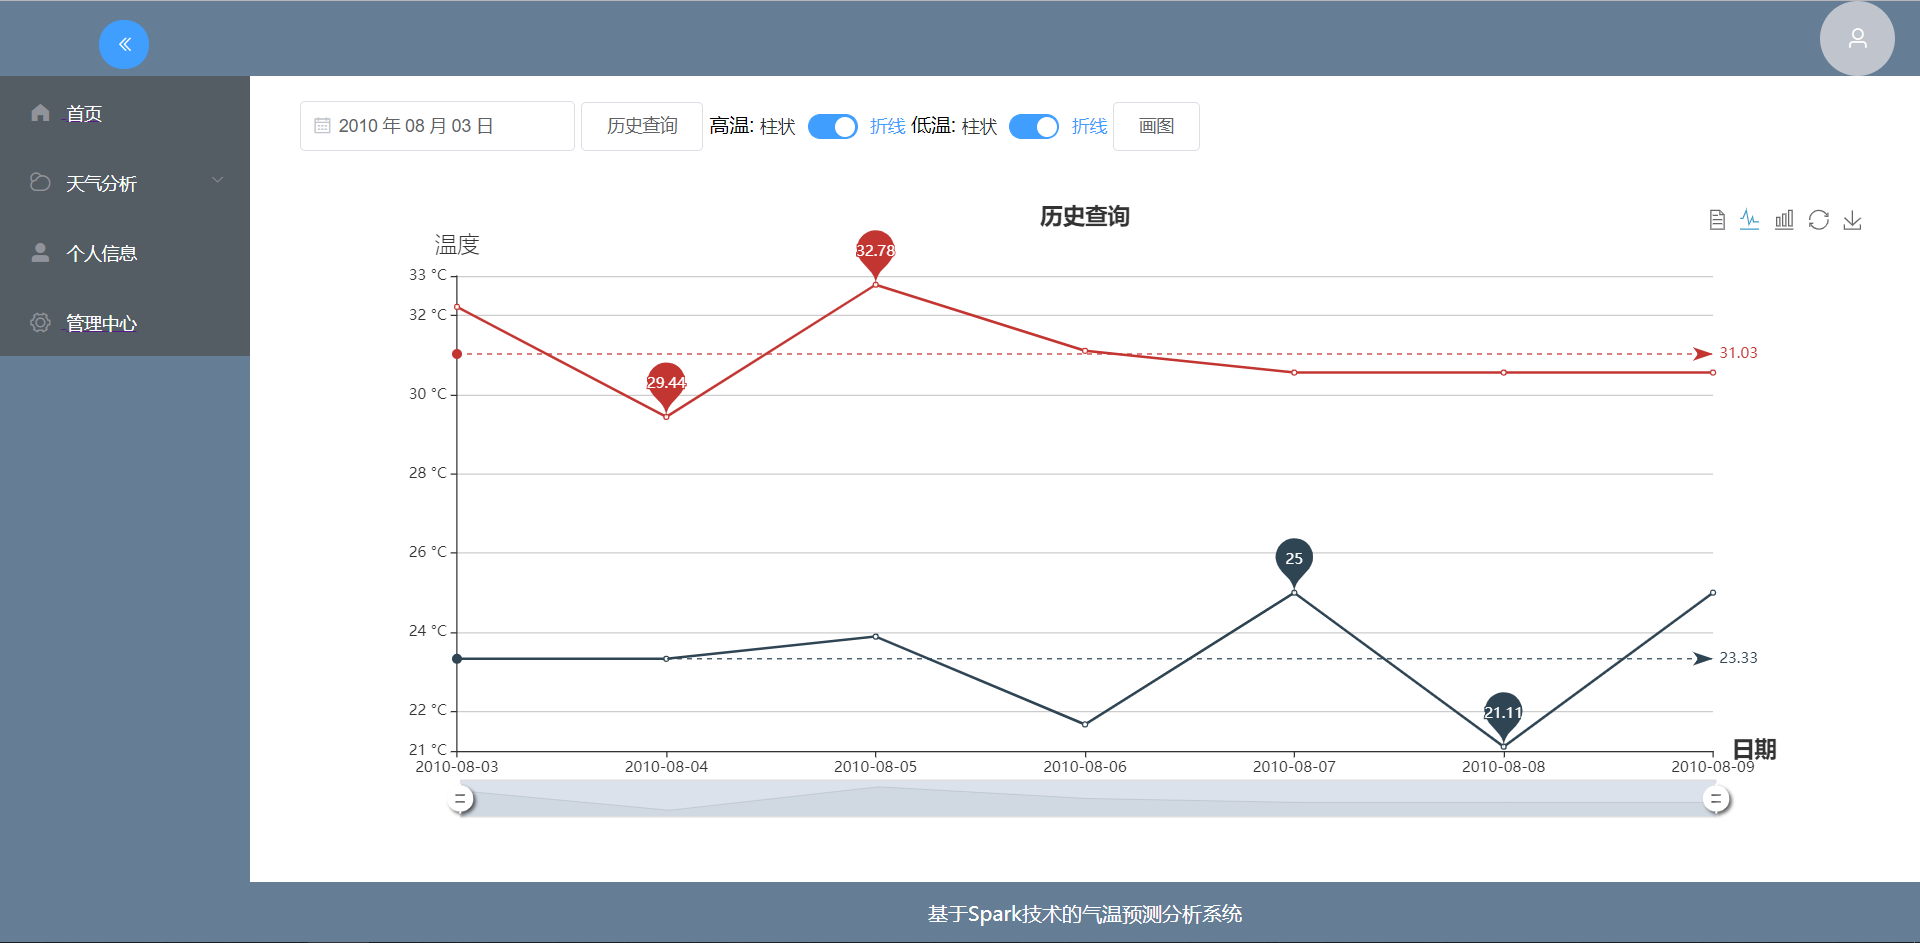 首页
天气分析
个人信息
管理中心
2010 年 08 月 03 日
历史查询
高温: 柱状 折线 低温: 柱状 折线
画图
历史查询
温度
33 °C
32 °C
30 °C
28 °C
26 °C
24 °C
22 °C
21 °C
32.78
29.44
31.03
25
21.11
23.33
2010-08-03 2010-08-04 2010-08-05 2010-08-06 2010-08-07 2010-08-08 2010-08-09
日期
基于Spark技术的气温预测分析系统